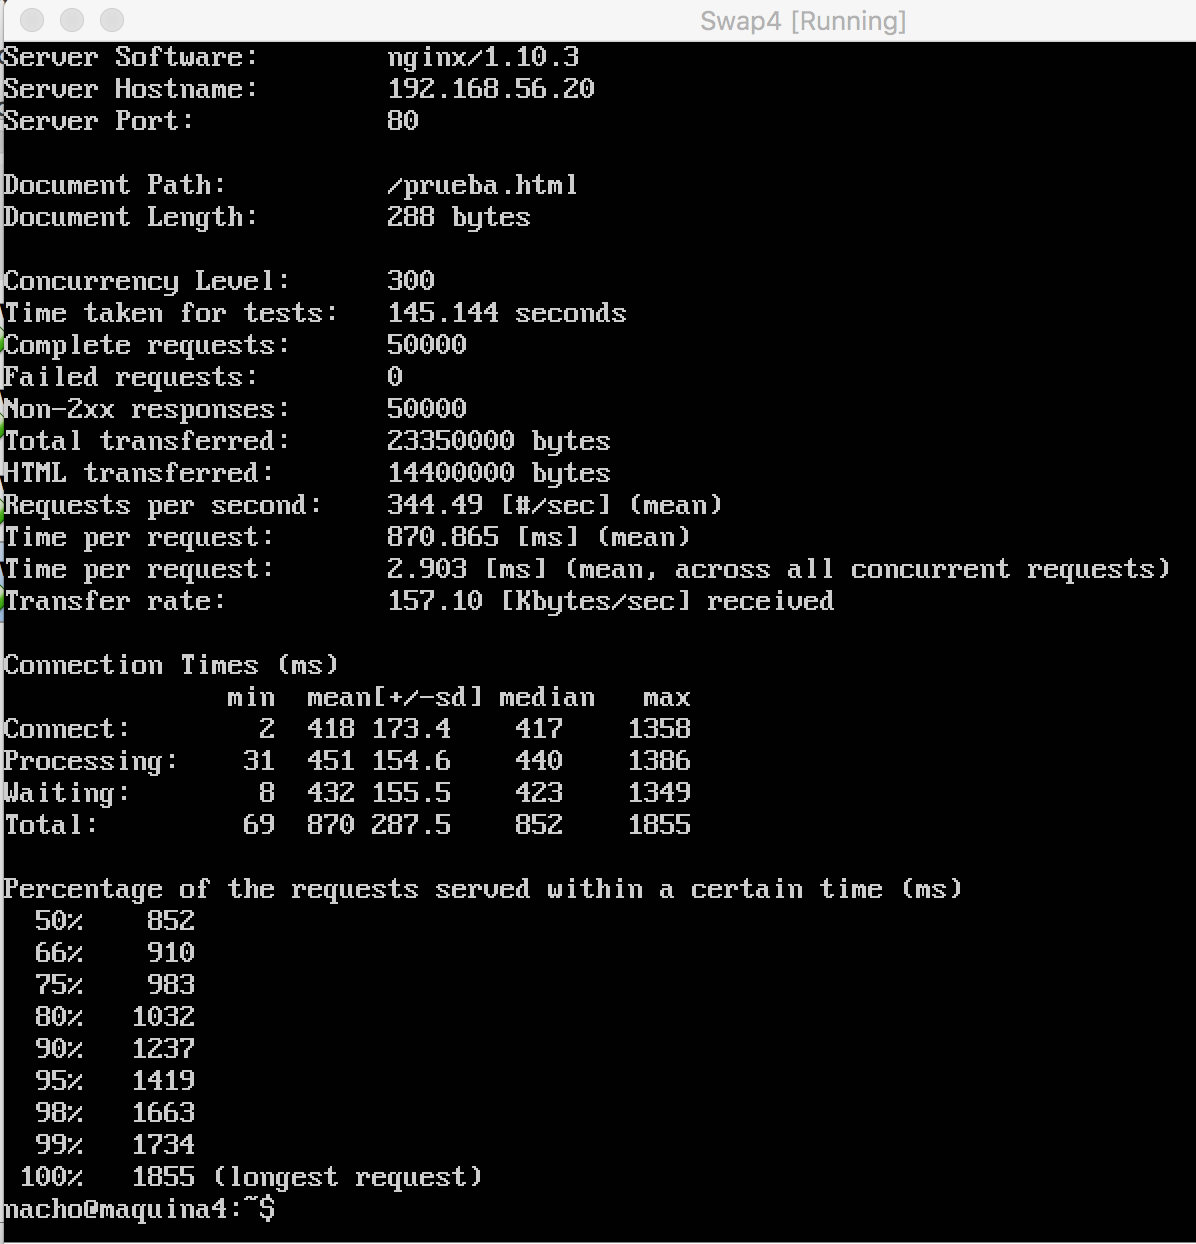 Swap4 [Running]
Server Software:        nginx/1.10.3
Server Hostname:        192.168.56.20
Server Port:            80
Document Path:          /prueba.html
Document Length:        288 bytes
Concurrency Level:      300
Time taken for tests:   145.144 seconds
Complete requests:      50000
Failed requests:        0
Non-2xx responses:      50000
Total transferred:      23350000 bytes
HTML transferred:       14400000 bytes
Requests per second:    344.49 [#/sec] (mean)
Time per request:       870.865 [ms] (mean)
Time per request:       2.903 [ms] (mean, across all concurrent requests)
Transfer rate:          157.10 [Kbytes/sec] received
Connection Times (ms)
              min  mean[+/-sd] median   max
Connect:        2  418 173.4    417    1358
Processing:    31  451 154.6    440    1386
Waiting:        8  432 155.5    423    1349
Total:         69  870 287.5    852    1855
Percentage of the requests served within a certain time (ms)
  50%    852
  66%    910
  75%    983
  80%   1032
  90%   1237
  95%   1419
  98%   1663
  99%   1734
 100%   1855 (longest request)
nacho@maquina4:~$